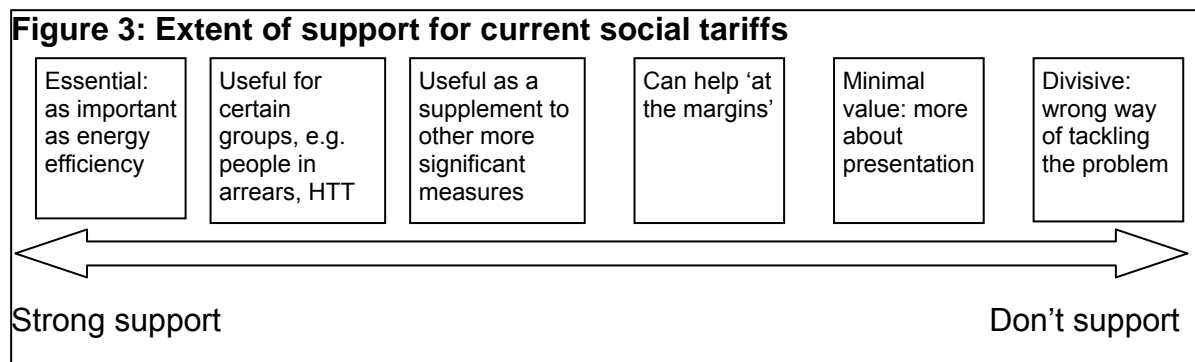 Figure 3: Extent of support for current social tariffs
Essential:
as important
as energy
efficiency
Useful for
certain
groups, e.g.
people in
arrears, HTT
Useful as a
supplement to
other more
significant
measures
Can help ‘at
the margins’
Minimal
value: more
about
presentation
Divisive:
wrong way
of tackling
the problem
Strong support
Don’t support